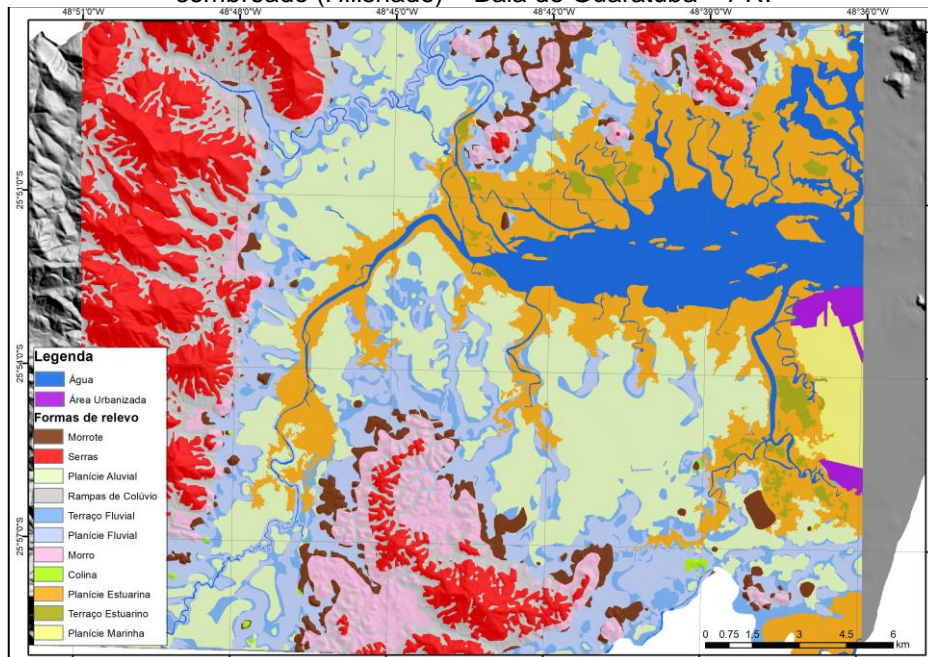 sombreado (Hillshade) – Baía de Guaratuba – PR.
48°51'0"W 48°48'0"W 48°45'0"W 48°42'0"W 48°39'0"W 48°36'0"W
25°51'0"S
25°54'0"S
25°57'0"S
Legenda
Água
Área Urbanizada
Formas de relevo
Morrote
Serras
Planície Aluvial
Rampas de Colúvio
Terraço Fluvial
Planície Fluvial
Morro
Colina
Planície Estuarina
Terraço Estuarino
Planície Marinha
0 0.75 1.5 3 4.5 6
km